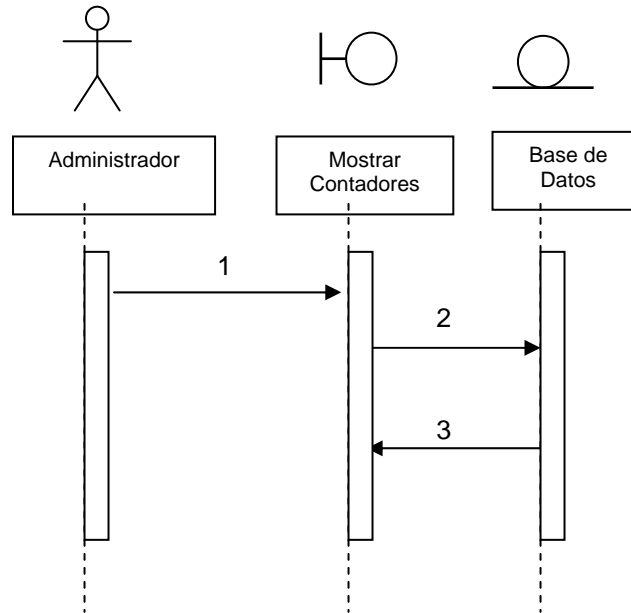 Administrador
Mostrar
Contadores
Base de
Datos
1
2
3